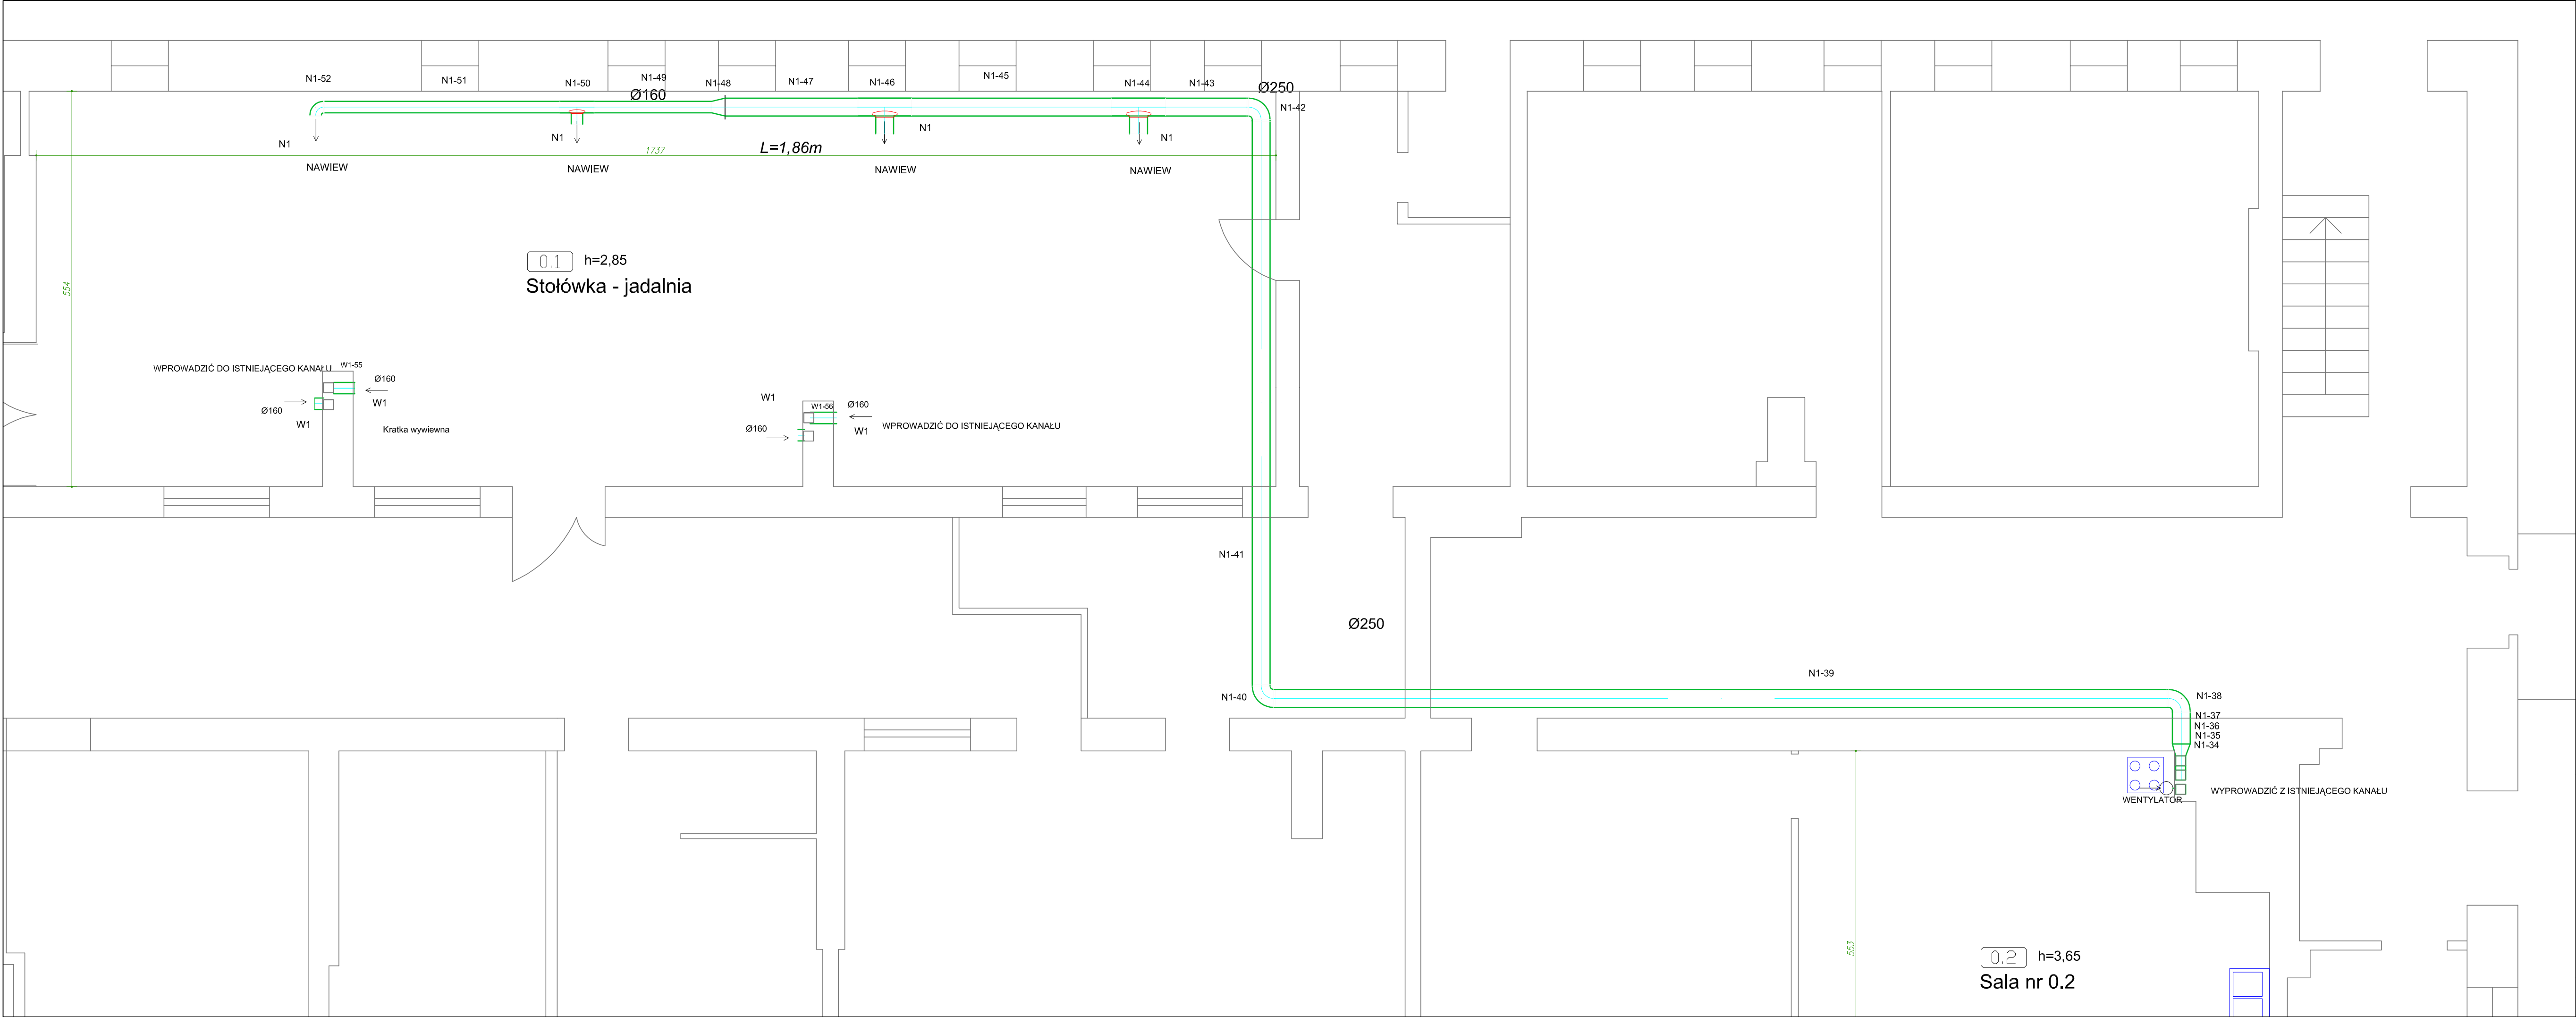 N1-52
N1-51
N1-50
N1-49
N1-48
N1-47
N1-46
N1-45
N1-44
N1-43
Ø160
Ø250
N1-42
N1
N1
N1
N1
1737
L=1,86m
NAWIEW
NAWIEW
NAWIEW
NAWIEW
0.1
h=2,85
Stołówka - jadalnia
554
WPROWADZIĆ DO ISTNIEJĄCEGO KANAŁU
W1-55
Ø160
W1
Ø160
W1
Kratka wywiewna
W1
W1-56
Ø160
Ø160
W1
WPROWADZIĆ DO ISTNIEJĄCEGO KANAŁU
N1-41
Ø250
N1-40
N1-39
N1-38
N1-37
N1-36
N1-35
N1-34
WENTYLATOR
WYPROWADZIĆ Z ISTNIEJĄCEGO KANAŁU
553
0.2
h=3,65
Sala nr 0.2